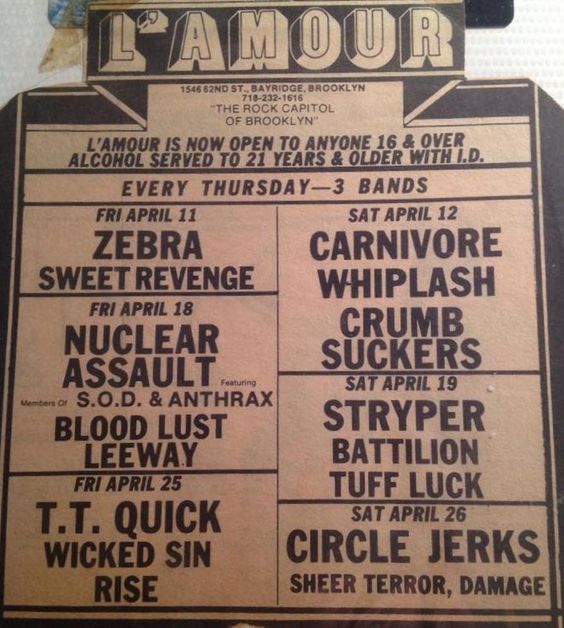 L'AMOUR
1546 62ND ST., BAYRIDGE, BROOKLYN
718-232-1616
"THE ROCK CAPITOL
OF BROOKLYN"
L'AMOUR IS NOW OPEN TO ANYONE 16 & OVER
ALCOHOL SERVED TO 21 YEARS & OLDER WITH I.D.
EVERY THURSDAY—3 BANDS
FRI APRIL 11
ZEBRA
SWEET REVENGE
FRI APRIL 18
NUCLEAR
ASSAULT Featuring
Members Of S.O.D. & ANTHRAX
BLOOD LUST
LEEWAY
FRI APRIL 25
T.T. QUICK
WICKED SIN
RISE
SAT APRIL 12
CARNIVORE
WHIPLASH
CRUMB
SUCKERS
SAT APRIL 19
STRYPER
BATTILION
TUFF LUCK
SAT APRIL 26
CIRCLE JERKS
SHEER TERROR, DAMAGE